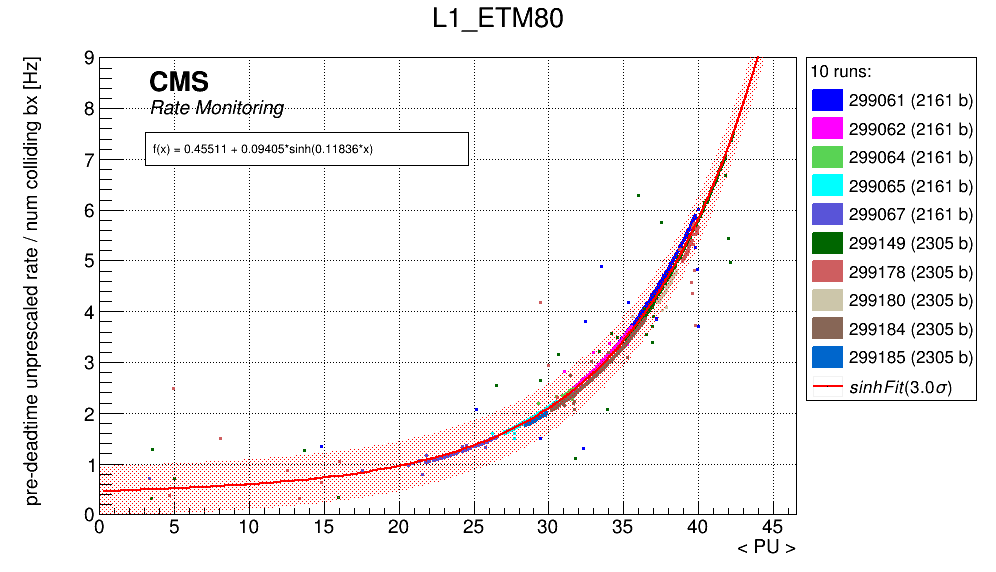 L1_ETM80
pre-deadtime unprescaled rate / num colliding bx [Hz]
9
8
7
6
5
4
3
2
1
0
CMS
Rate Monitoring
f(x) = 0.45511 + 0.09405*sinh(0.11836*x)
0 5 10 15 20 25 30 35 40 45
< PU >
10 runs:
299061 (2161 b)
299062 (2161 b)
299064 (2161 b)
299065 (2161 b)
299067 (2161 b)
299149 (2305 b)
299178 (2305 b)
299180 (2305 b)
299184 (2305 b)
299185 (2305 b)
sinhFit(3.0σ)